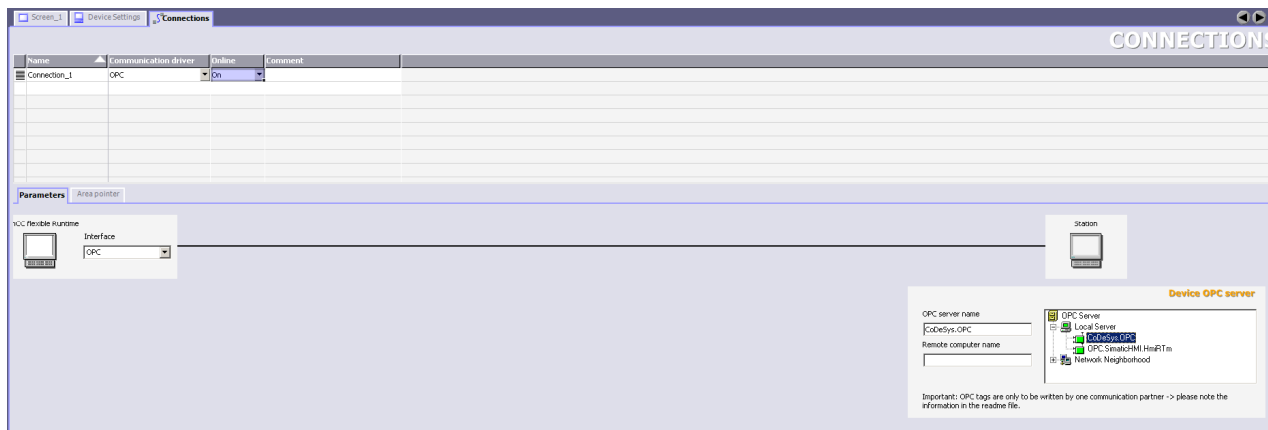 Screen_1 Device Settings Connections
CONNECTIONS
Name Communication driver Online Comment
Connection_1 OPC On
Parameters Area pointer
CC flexible Runtime
Interface
OPC
Station
Device OPC server
OPC server name
CoDeSys.OPC
Remote computer name
OPC Server
Local Server
CoDeSys.OPC
OPC.SimaticHMI.HmiRTm
Network Neighborhood
Important: OPC tags are only to be written by one communication partner -> please note the
information in the readme file.